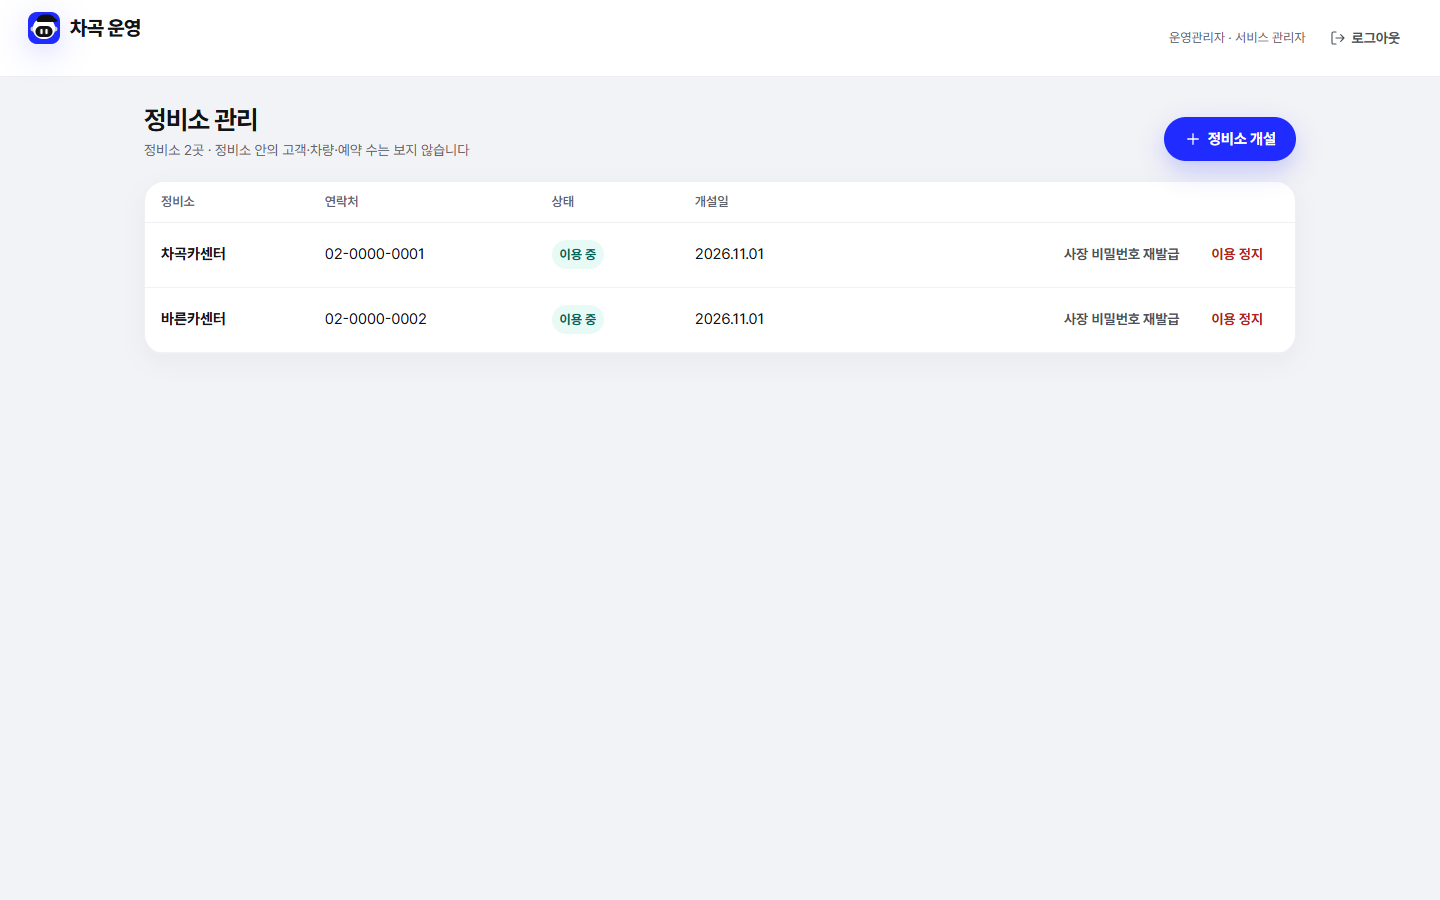 차곡 운영
운영관리자 · 서비스 관리자
로그아웃
정비소 관리
정비소 2곳 · 정비소 안의 고객·차량·예약 수는 보지 않습니다
정비소 개설
정비소 연락처 상태 개설일
차곡카센터 02-0000-0001 이용 중 2026.11.01 사장 비밀번호 재발급 이용 정지
바른카센터 02-0000-0002 이용 중 2026.11.01 사장 비밀번호 재발급 이용 정지